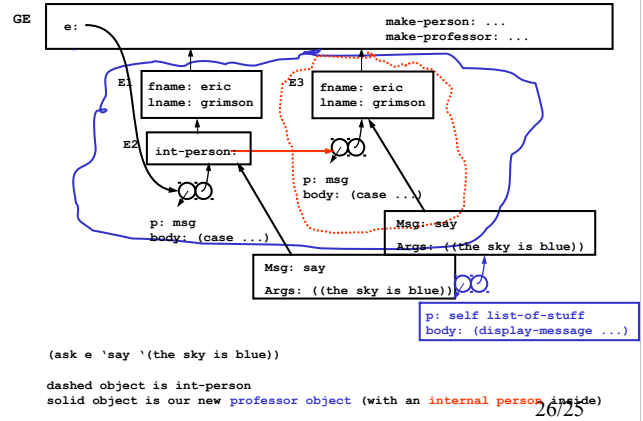 GE
e:
make-person: ...
make-professor: ...
E1
fname: eric
lname: grimson
E3
fname: eric
lname: grimson
E2
int-person:
p: msg
body: (case ...)
p: msg
body: (case ...)
Msg: say
Args: ((the sky is blue))
Msg: say
Args: ((the sky is blue))
p: self list-of-stuff
body: (display-message ...)
(ask e ‘say ‘(the sky is blue))
dashed object is int-person
solid object is our new professor object (with an internal person inside)
26/25